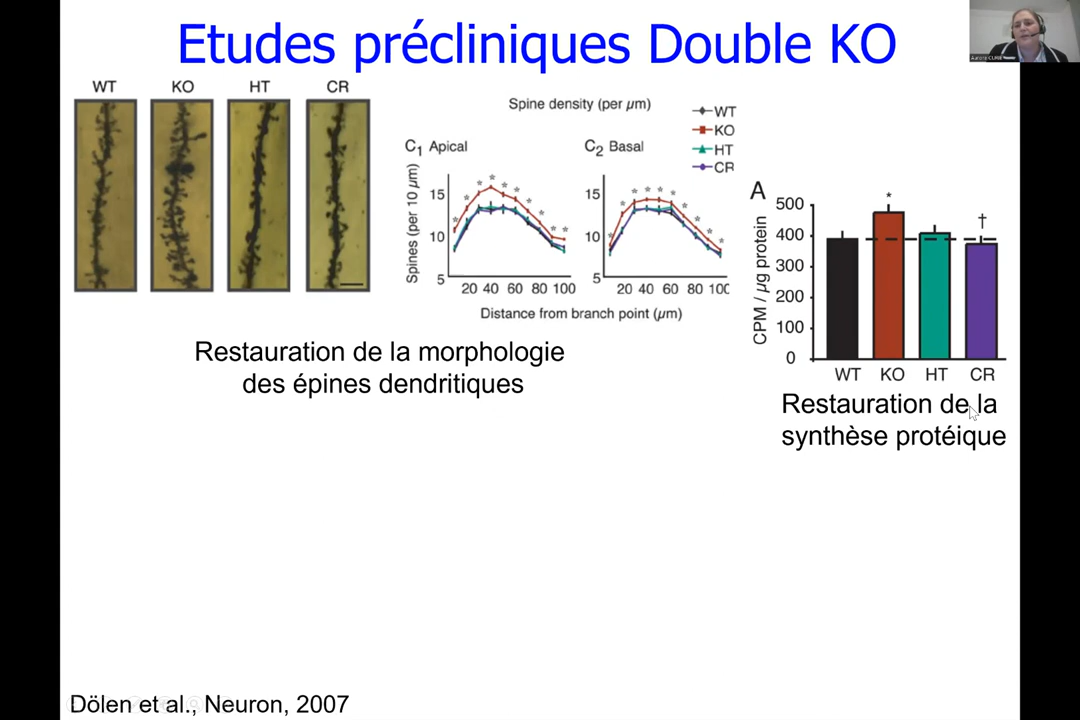 Etudes précliniques Double KO
WT KO HT CR
Spine density (per µm)
WT
KO
HT
CR
C1 Apical
C2 Basal
Spines (per 10 µm)
15
10
5
20 40 60 80 100
15
10
5
20 40 60 80 100
Distance from branch point (µm)
A
CPM / µg protein
500
400
300
200
100
0
* †
WT KO HT CR
Restauration de la morphologie
des épines dendritiques
Restauration de la
synthèse protéique
Dölen et al., Neuron, 2007